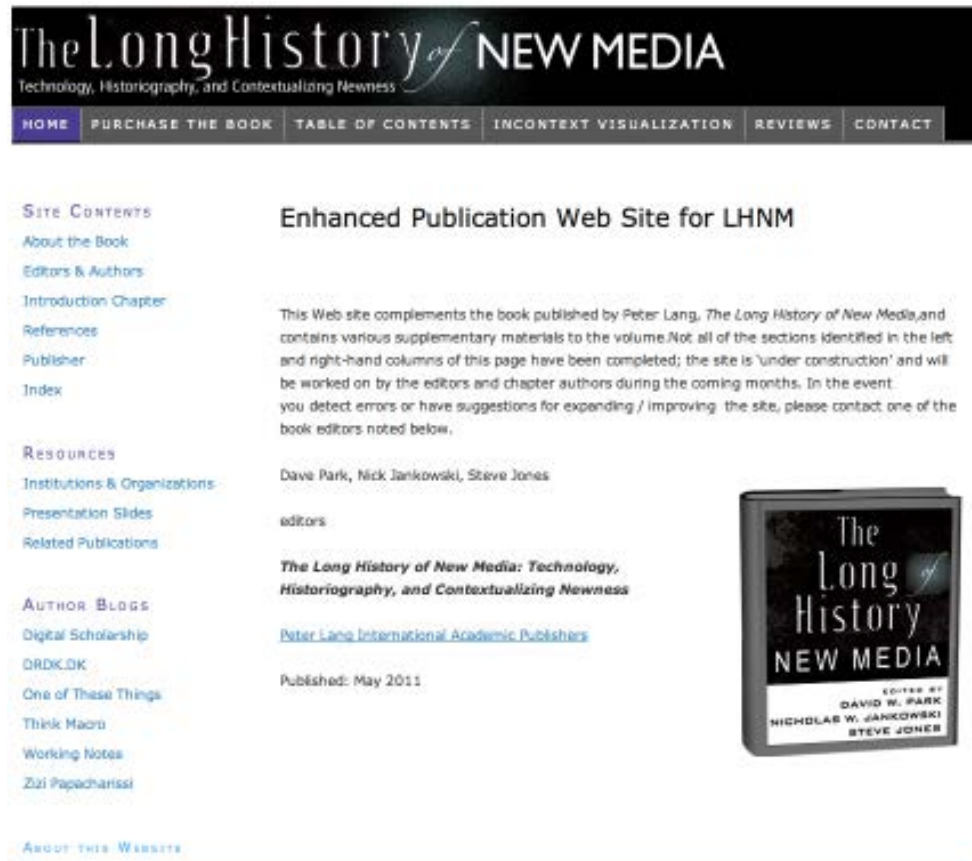 The Long History of NEW MEDIA
Technology, Historiography, and Contextualizing Newness
HOME PURCHASE THE BOOK TABLE OF CONTENTS INCONTEXT VISUALIZATION REVIEWS CONTACT
SITE CONTENTS
About the Book
Editors & Authors
Introduction Chapter
References
Publisher
Index
RESOURCES
Institutions & Organizations
Presentation Slides
Related Publications
AUTHOR BLOGS
Digital Scholarship
DRDK.DK
One of These Things
Think Macro
Working Notes
Zizi Papacharissi
ABOUT THIS WEBSITE
Enhanced Publication Web Site for LHNM
This Web site complements the book published by Peter Lang, The Long History of New Media,and
contains various supplementary materials to the volume.Not all of the sections identified in the left
and right-hand columns of this page have been completed; the site is 'under construction' and will
be worked on by the editors and chapter authors during the coming months. In the event
you detect errors or have suggestions for expanding / improving the site, please contact one of the
book editors noted below.
Dave Park, Nick Jankowski, Steve Jones
editors
The Long History of New Media: Technology,
Historiography, and Contextualizing Newness
Peter Lang International Academic Publishers
Published: May 2011
The
Long of
History
NEW MEDIA
EDITED BY
DAVID W. PARK
NICHOLAS W. JANKOWSKI
STEVE JONES